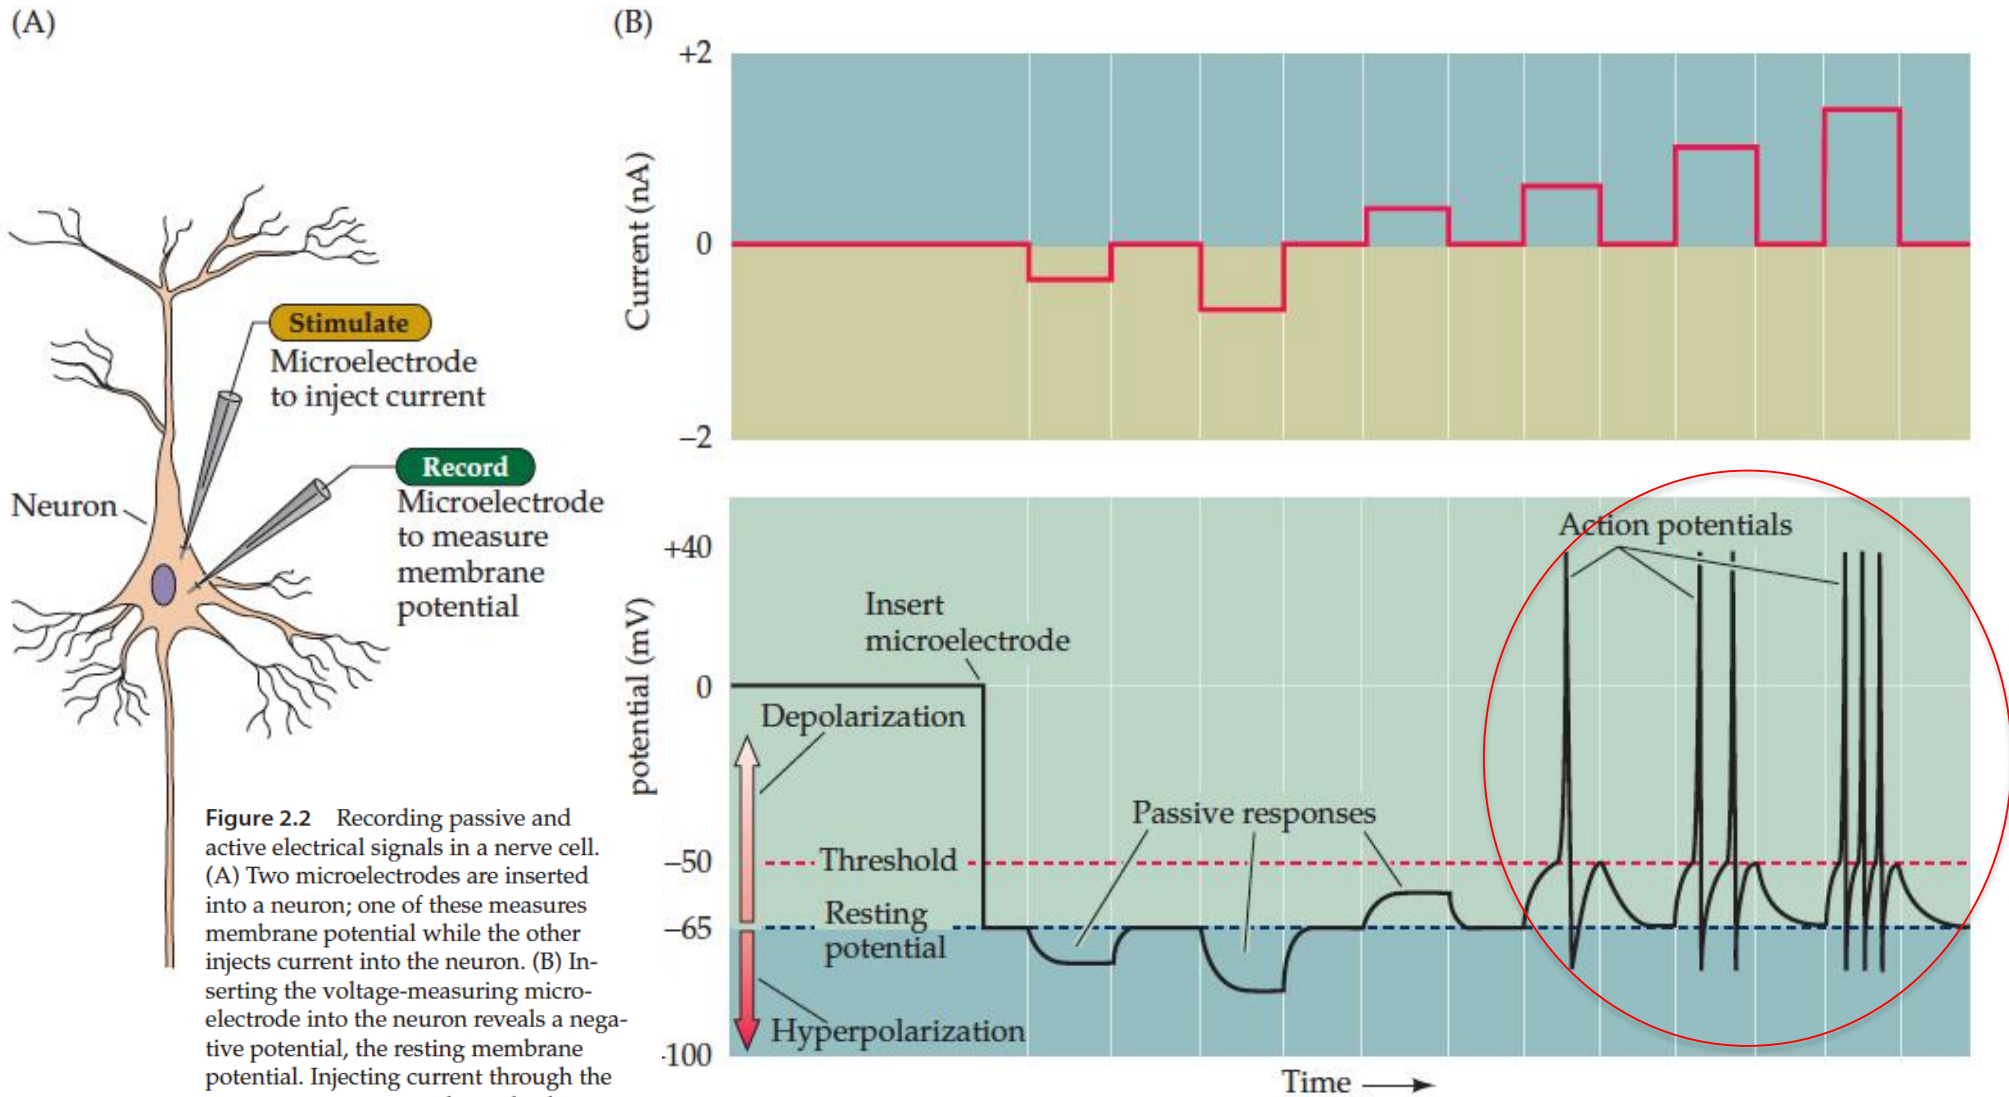 (A)
Stimulate
Microelectrode
to inject current
Record
Microelectrode
to measure
membrane
potential
Neuron
Figure 2.2 Recording passive and
active electrical signals in a nerve cell.
(A) Two microelectrodes are inserted
into a neuron; one of these measures
membrane potential while the other
injects current into the neuron. (B) In-
serting the voltage-measuring micro-
electrode into the neuron reveals a nega-
tive potential, the resting membrane
potential. Injecting current through the
(B)
Current (nA)
+2
0
–2
potential (mV)
+40
0
–50
–65
-100
Insert
microelectrode
Depolarization
Passive responses
Threshold
Resting
potential
Hyperpolarization
Action potentials
Time